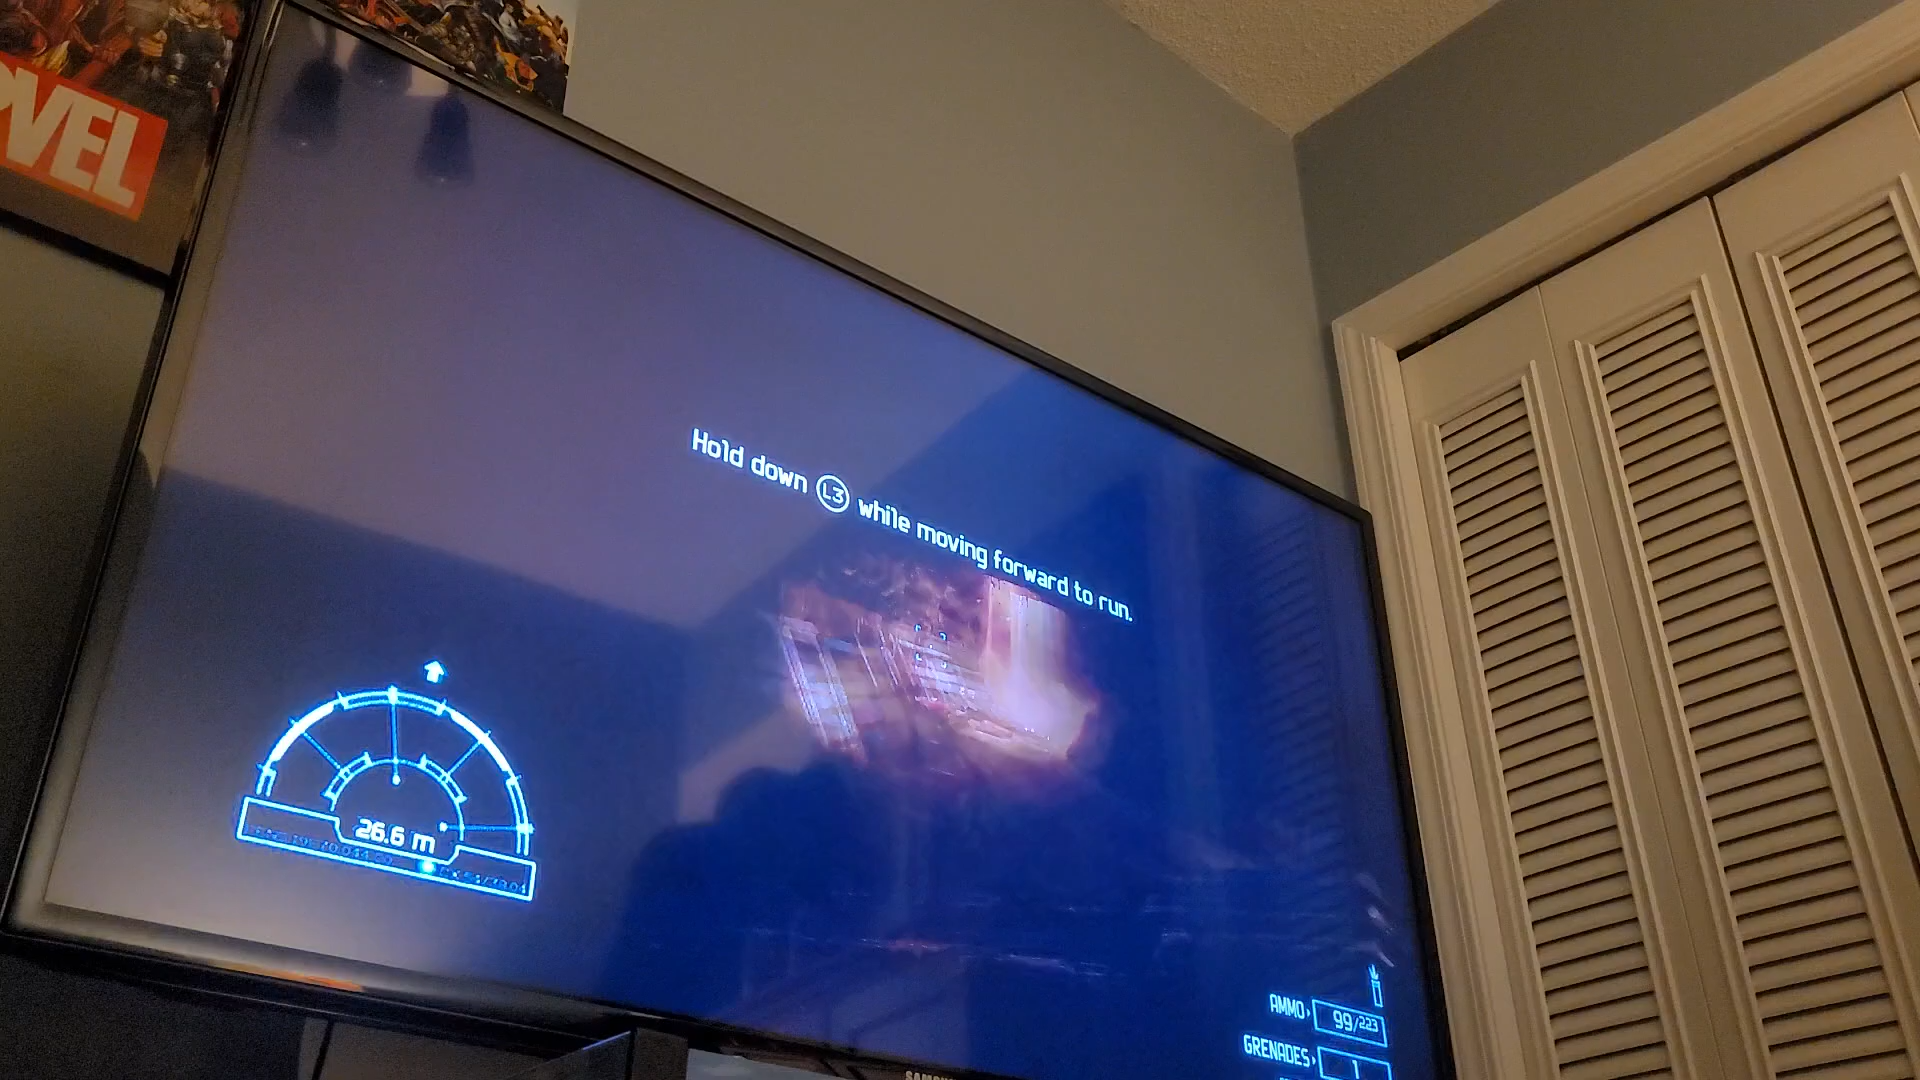 VEL
Hold down L3 while moving forward to run.
26.6 m
AMMO 99/223
GRENADES 1